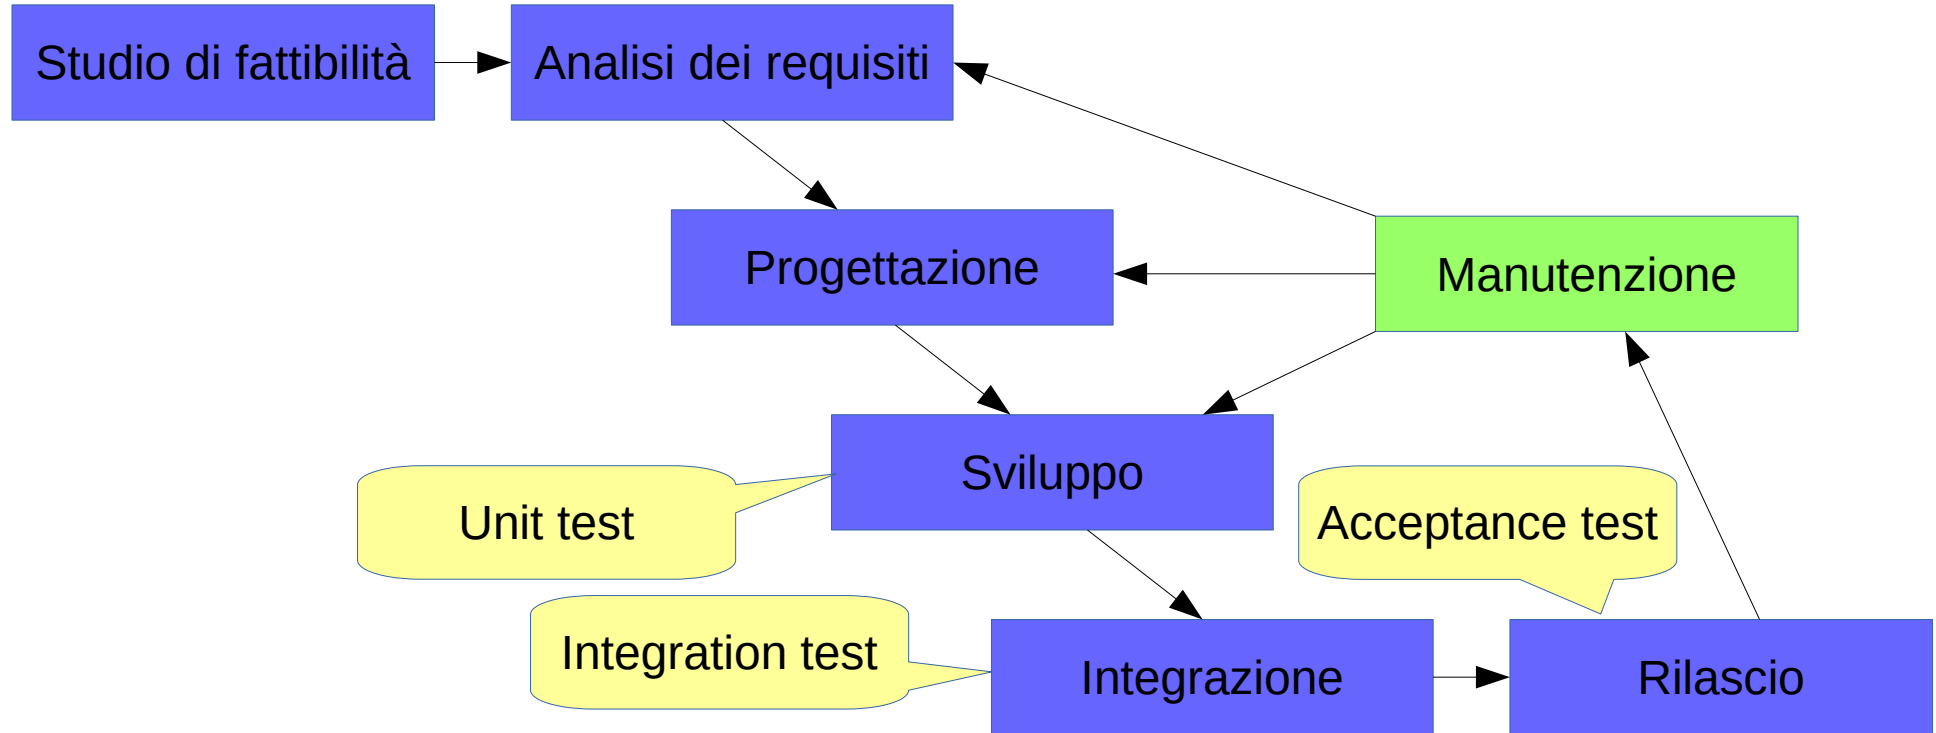 Studio di fattibilità
Analisi dei requisiti
Progettazione
Manutenzione
Sviluppo
Unit test
Acceptance test
Integration test
Integrazione
Rilascio